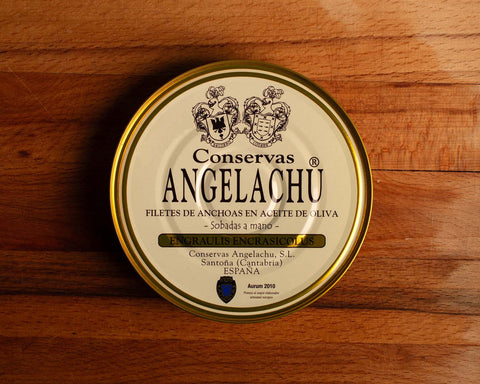 Conservas
ANGELACHU®
FILETES DE ANCHOAS EN ACEITE DE OLIVA
- Sobadas a mano -
ENGRAULIS ENCRASÍCOLUS
Conservas Angelachu, S.L.
Santoña (Cantabria)
ESPAÑA
Aurum 2010